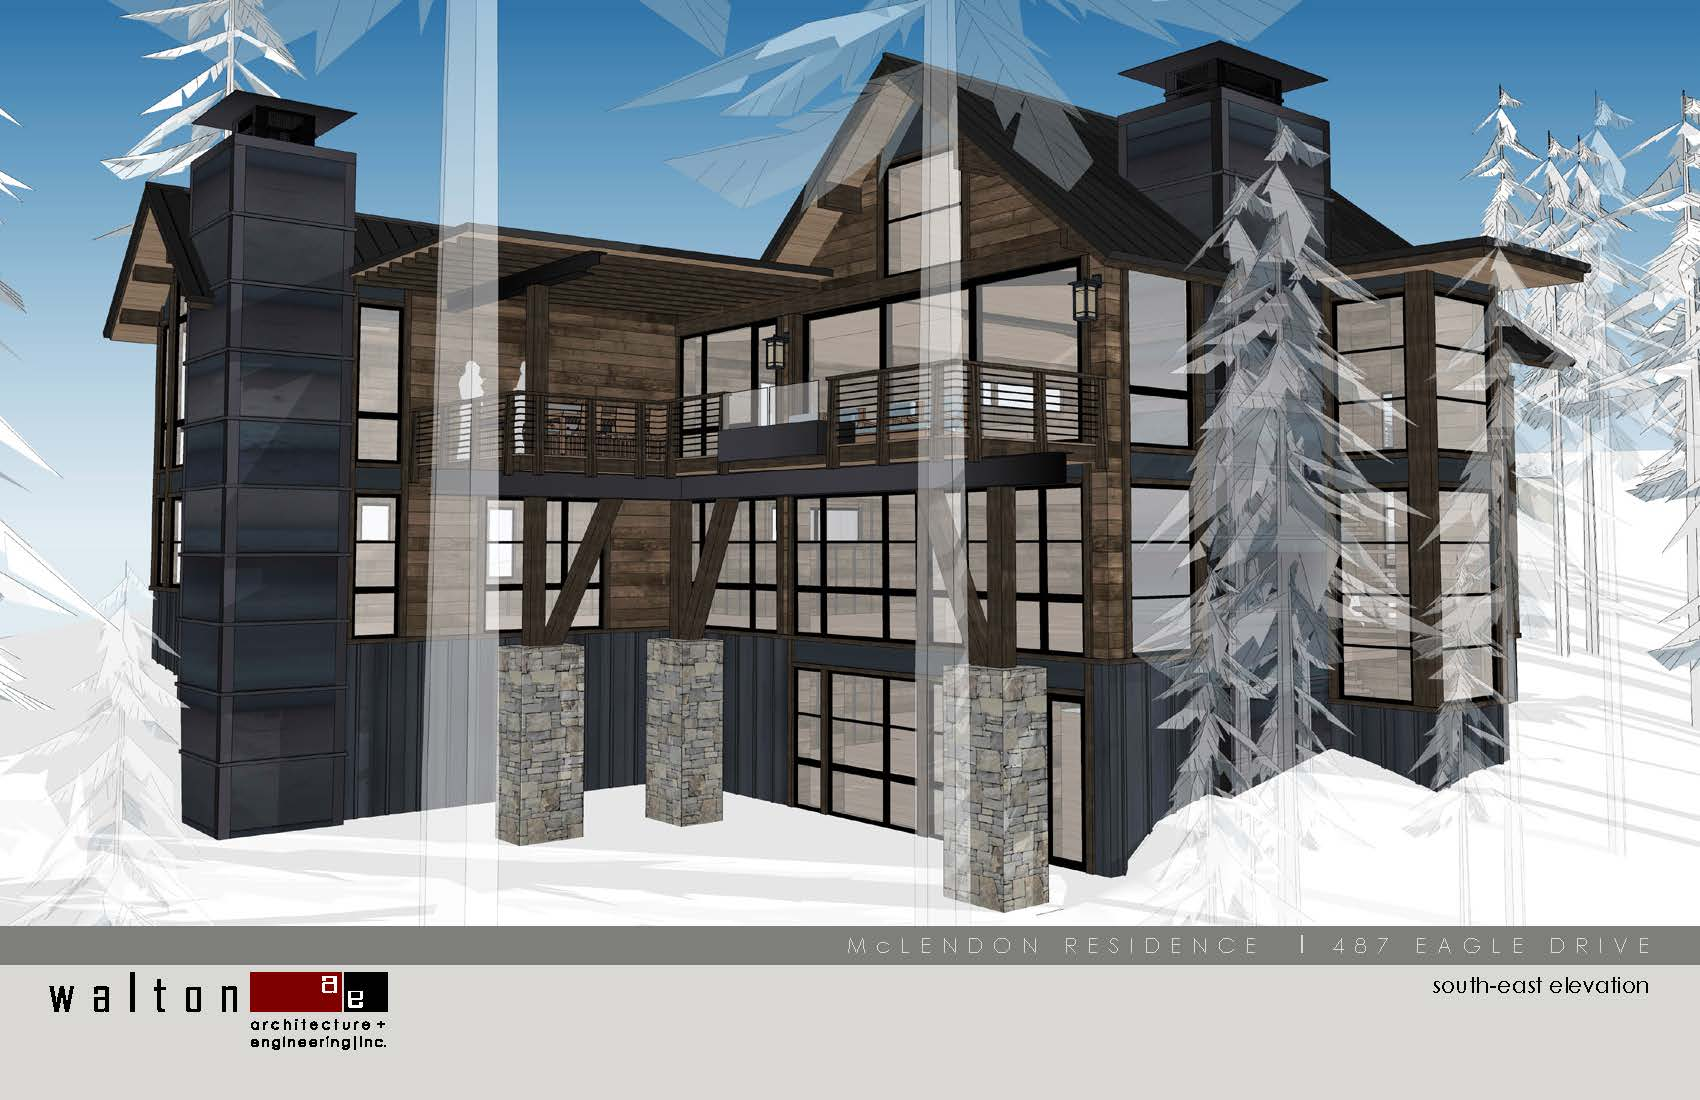 McLENDON RESIDENCE | 487 EAGLE DRIVE
south-east elevation
walton ae
architecture +
engineering|inc.